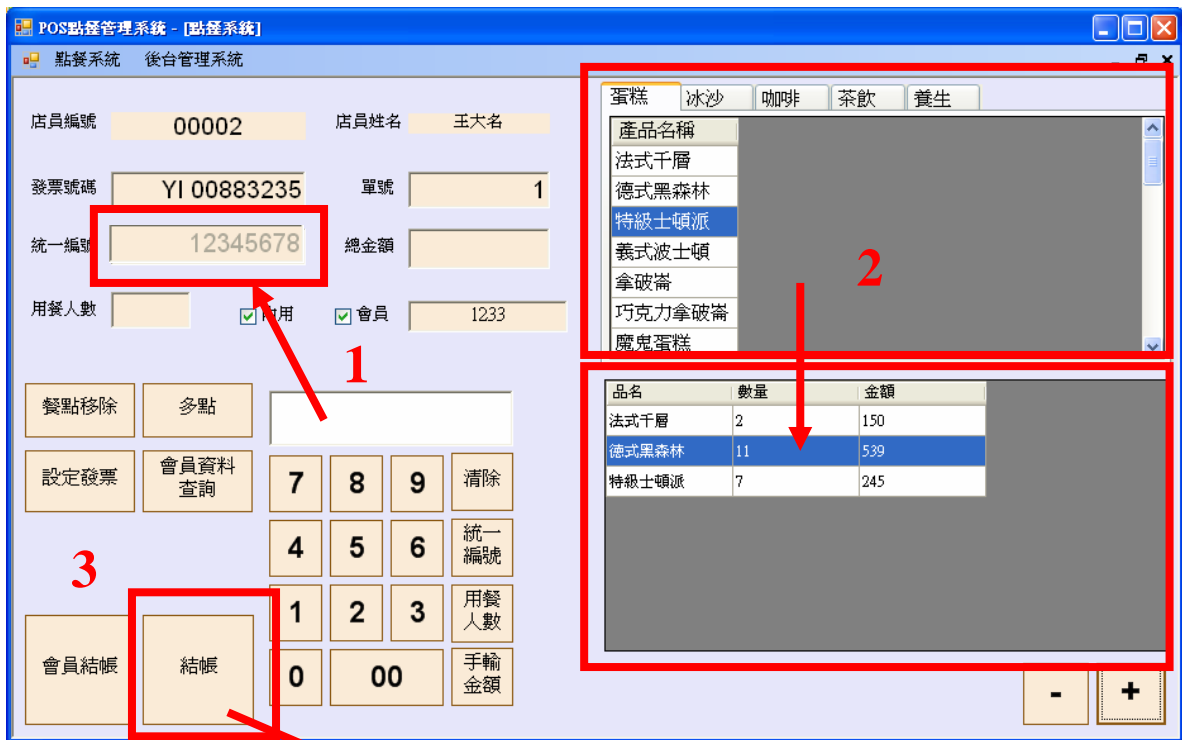 POS點餐管理系統 - [點餐系統]
點餐系統 後台管理系統
店員編號 00002 店員姓名 王大名
發票號碼 YI 00883235 單號 1
統一編號 12345678 總金額
用餐人數 內用 會員 1233
1
餐點移除 多點
設定發票 會員資料查詢
7 8 9 清除
4 5 6 統一編號
1 2 3 用餐人數
0 00 手輸金額
3
會員結帳 結帳
蛋糕 冰沙 咖啡 茶飲 養生
產品名稱
法式千層
德式黑森林
特級士頓派
義式波士頓
拿破崙
巧克力拿破崙
魔鬼蛋糕
2
品名 數量 金額
法式千層 2 150
德式黑森林 11 539
特級士頓派 7 245
- +